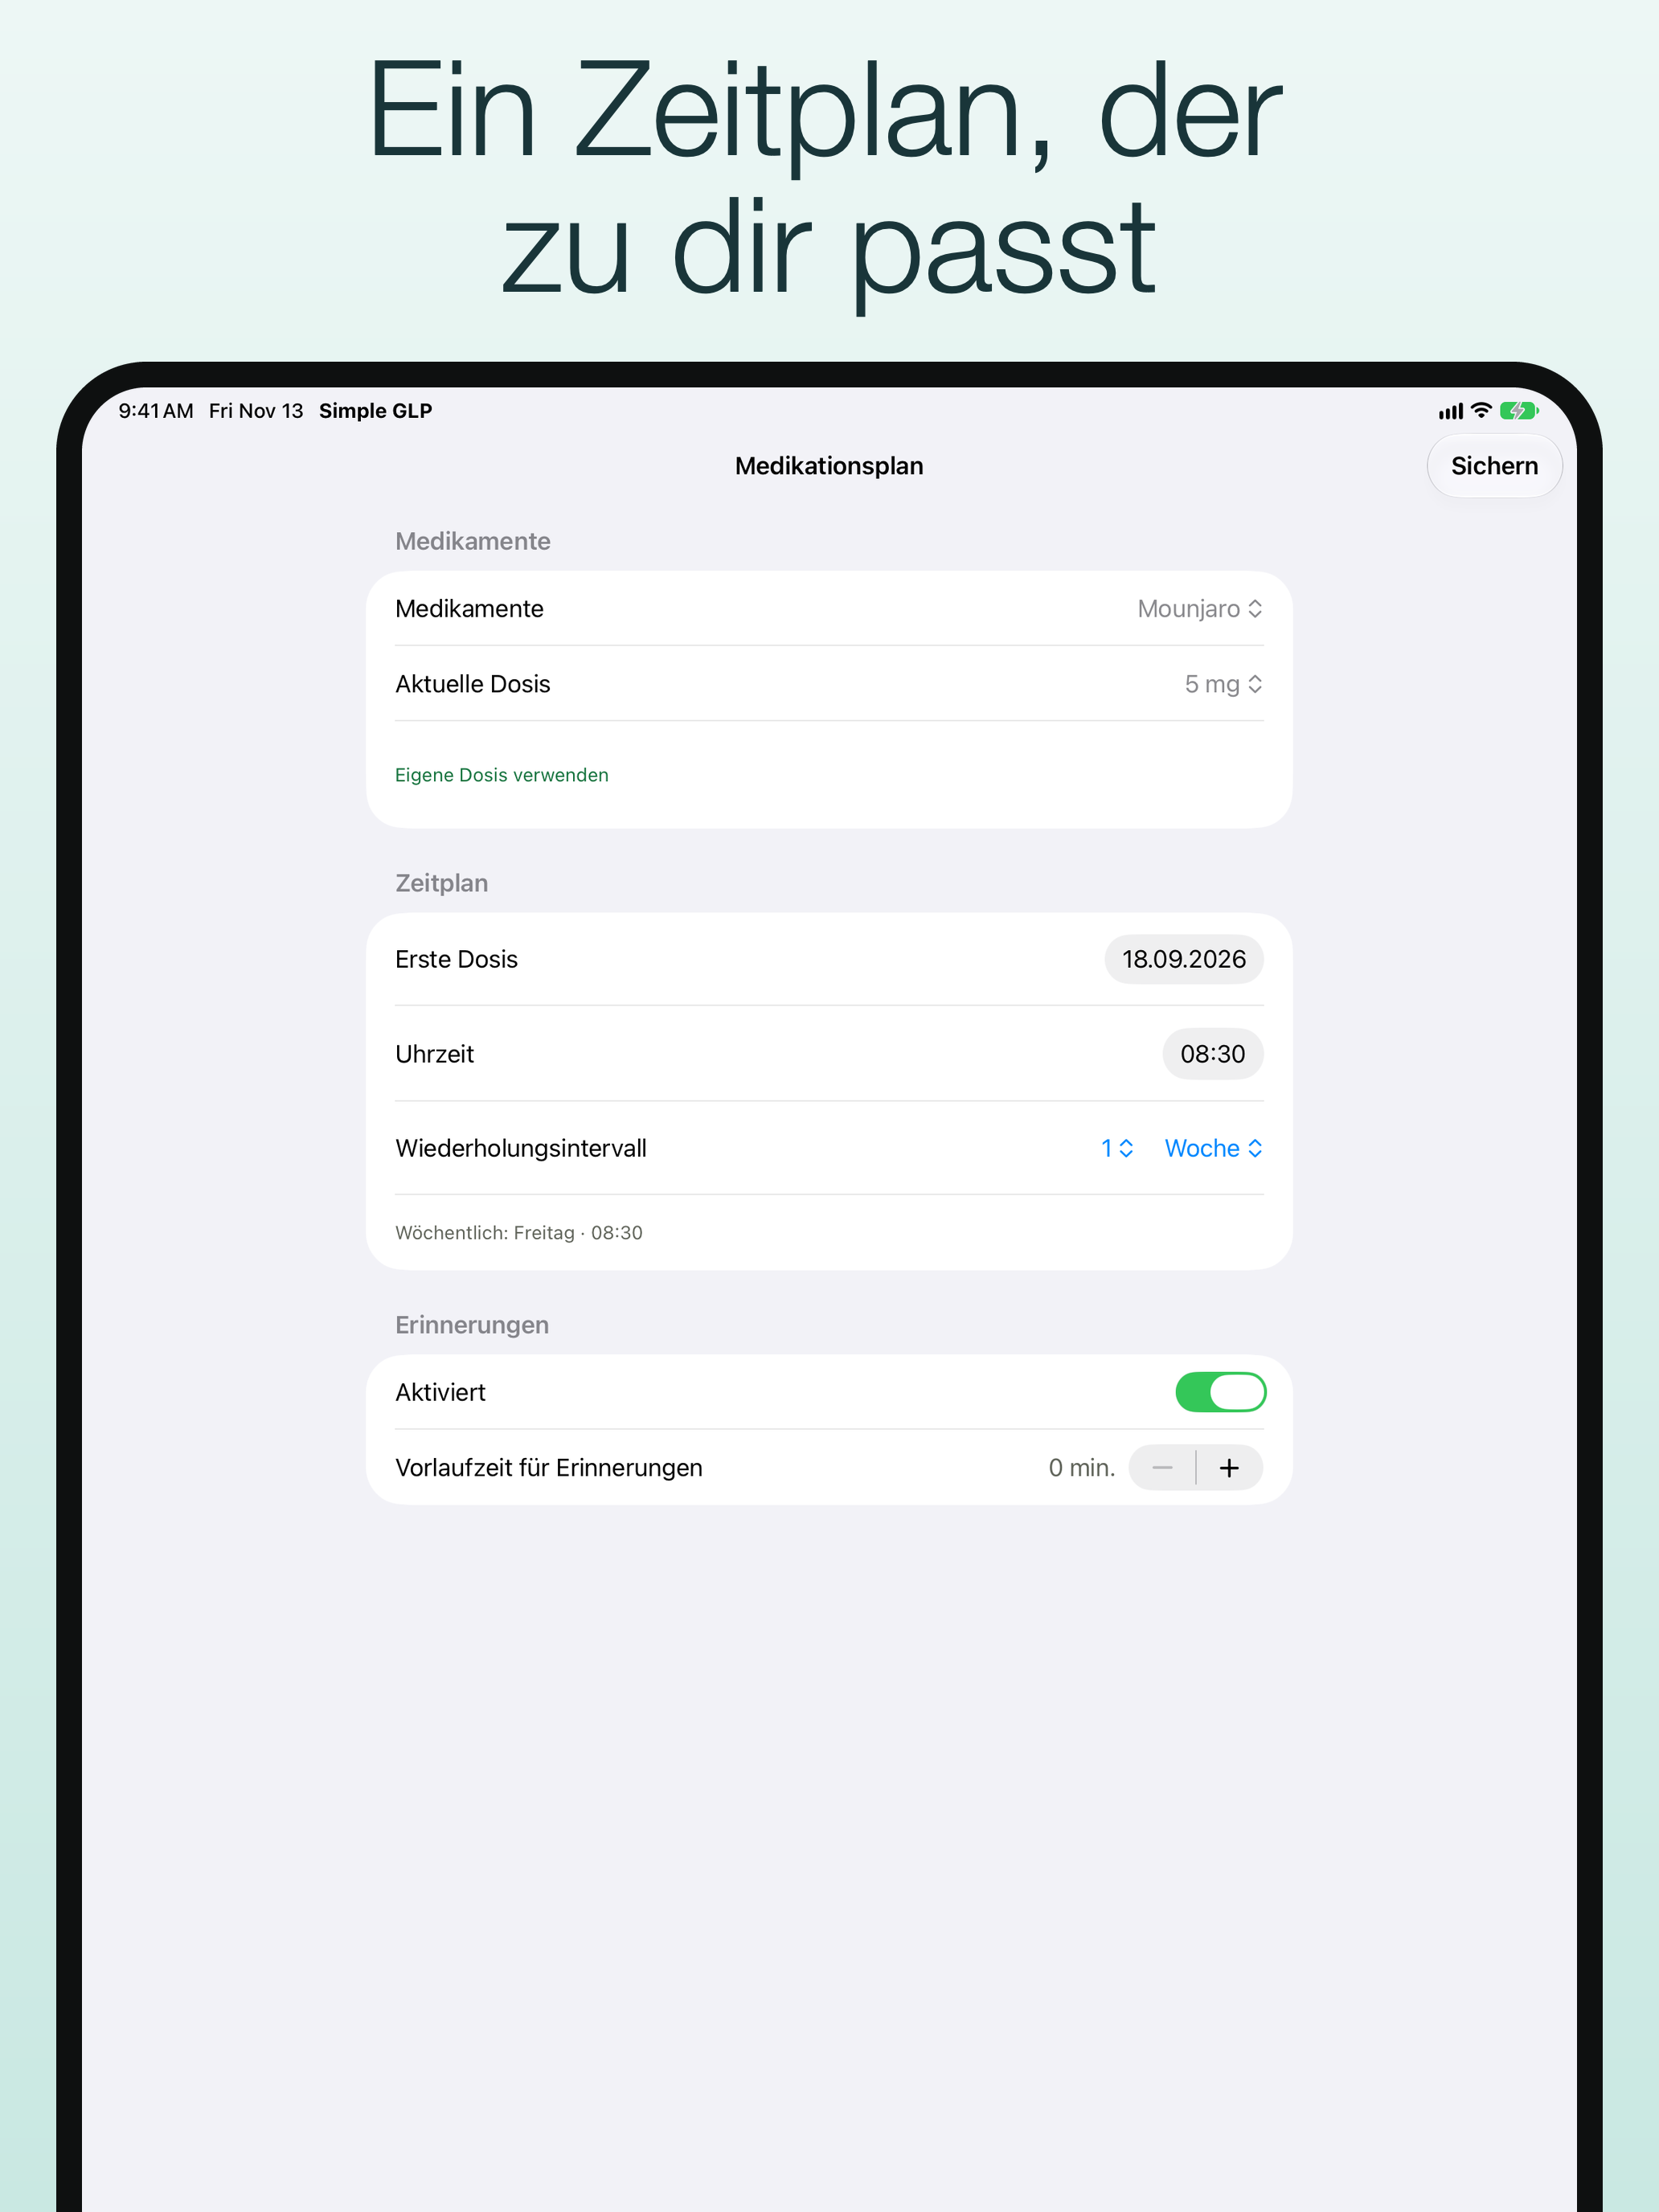 Ein Zeitplan, der
zu dir passt
9:41 AM Fri Nov 13 Simple GLP
Medikationsplan
Sichern
Medikamente
Medikamente Mounjaro
Aktuelle Dosis 5 mg
Eigene Dosis verwenden
Zeitplan
Erste Dosis 18.09.2026
Uhrzeit 08:30
Wiederholungsintervall 1 Woche
Wöchentlich: Freitag · 08:30
Erinnerungen
Aktiviert
Vorlaufzeit für Erinnerungen 0 min.